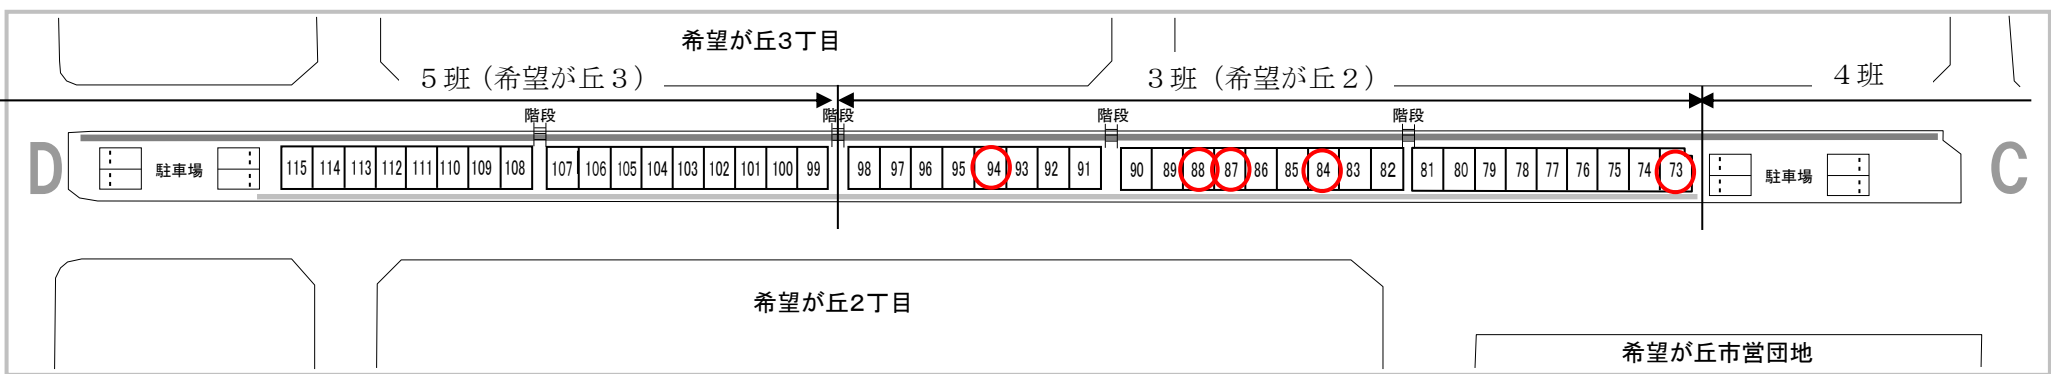 希望が丘3丁目
５班（希望が丘３）
３班（希望が丘２）
４班
階段
階段
階段
階段
D
駐車場
115 114 113 112 111 110 109 108
107 106 105 104 103 102 101 100 99
98 97 96 95 94 93 92 91
90 89 88 87 86 85 84 83 82
81 80 79 78 77 76 75 74 73
駐車場
C
希望が丘2丁目
希望が丘市営団地